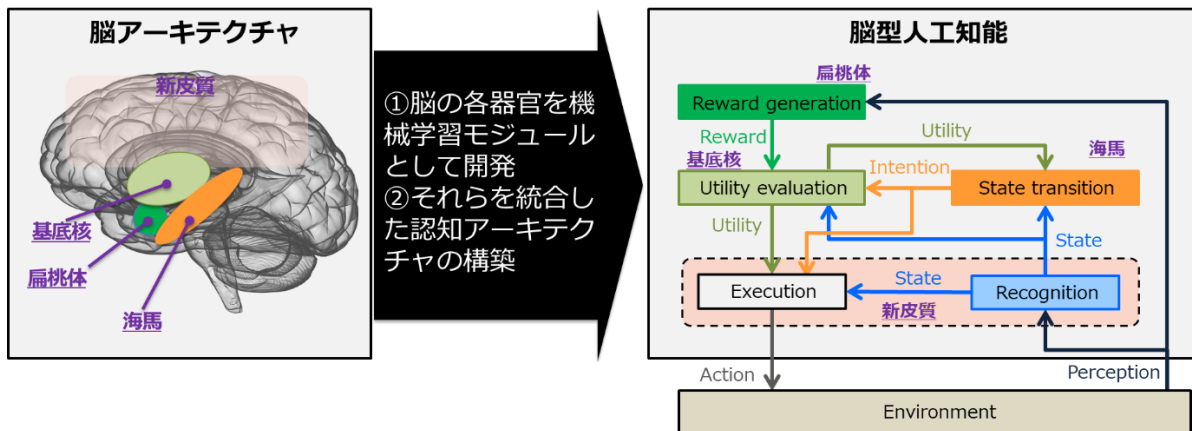 脳アーキテクチャ
新皮質
基底核
扁桃体
海馬
①脳の各器官を機
械学習モジュール
として開発
②それらを統合し
た認知アーキテク
チャの構築
脳型人工知能
扁桃体
Reward generation
Reward
Utility
基底核
Intention
海馬
Utility evaluation
State transition
Utility
State
Execution
State
Recognition
新皮質
Action
Perception
Environment